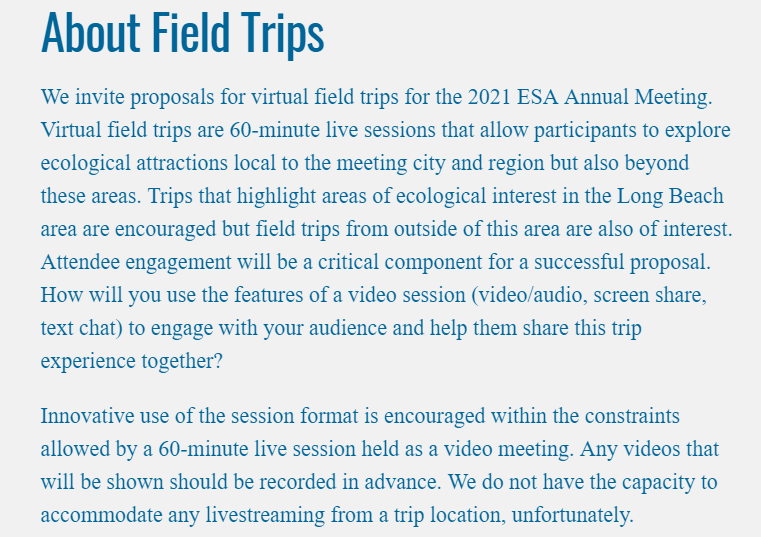 About Field Trips
We invite proposals for virtual field trips for the 2021 ESA Annual Meeting.
Virtual field trips are 60-minute live sessions that allow participants to explore
ecological attractions local to the meeting city and region but also beyond
these areas. Trips that highlight areas of ecological interest in the Long Beach
area are encouraged but field trips from outside of this area are also of interest.
Attendee engagement will be a critical component for a successful proposal.
How will you use the features of a video session (video/audio, screen share,
text chat) to engage with your audience and help them share this trip
experience together?
Innovative use of the session format is encouraged within the constraints
allowed by a 60-minute live session held as a video meeting. Any videos that
will be shown should be recorded in advance. We do not have the capacity to
accommodate any livestreaming from a trip location, unfortunately.